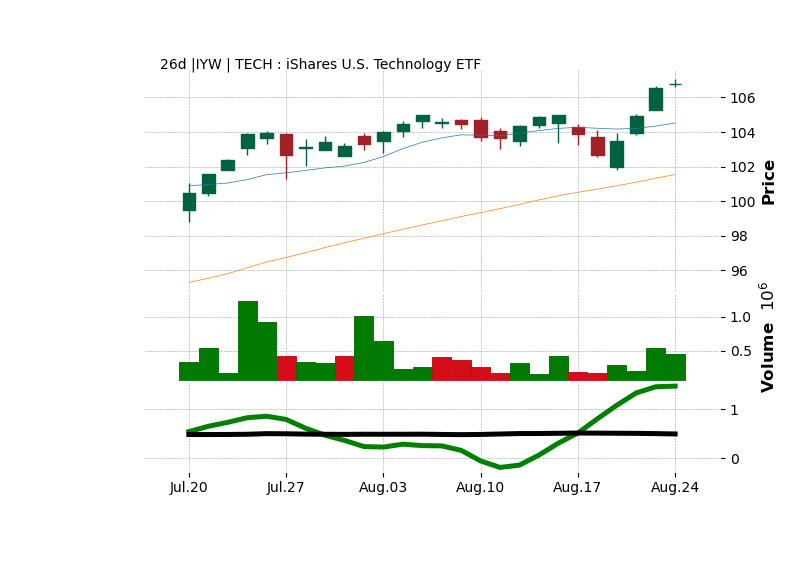 26d |IYW | TECH : iShares U.S. Technology ETF
106
104
102
100
98
96
Price
10^6
1.0
0.5
Volume
1
0
Jul.20 Jul.27 Aug.03 Aug.10 Aug.17 Aug.24